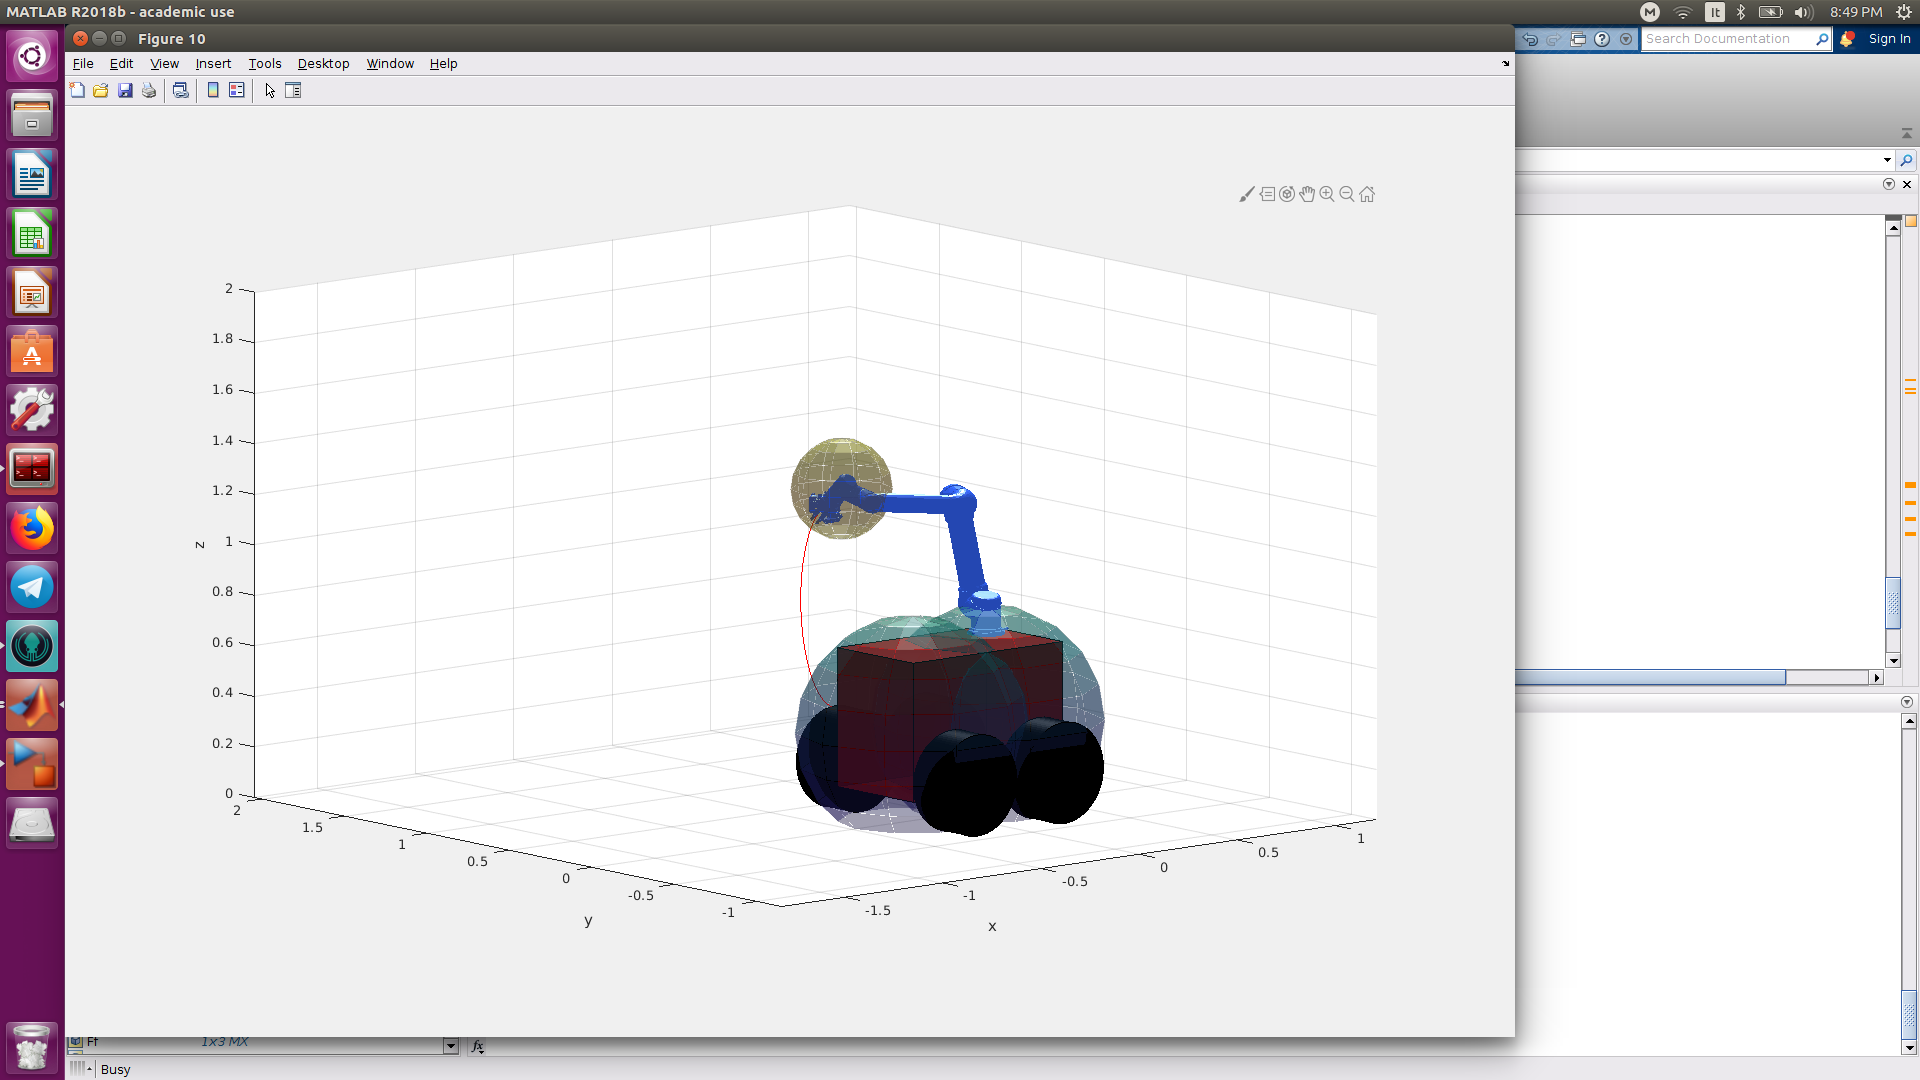 MATLAB R2018b - academic use
It
8:49 PM
Figure 10
Search Documentation
Sign In
File Edit View Insert Tools Desktop Window Help
2
1.8
1.6
1.4
1.2
1
0.8
0.6
0.4
0.2
0
z
2
1.5
1
0.5
0
-0.5
-1
y
-1.5
-1
-0.5
0
0.5
1
x
Ff 1x3 MX
fx
Busy